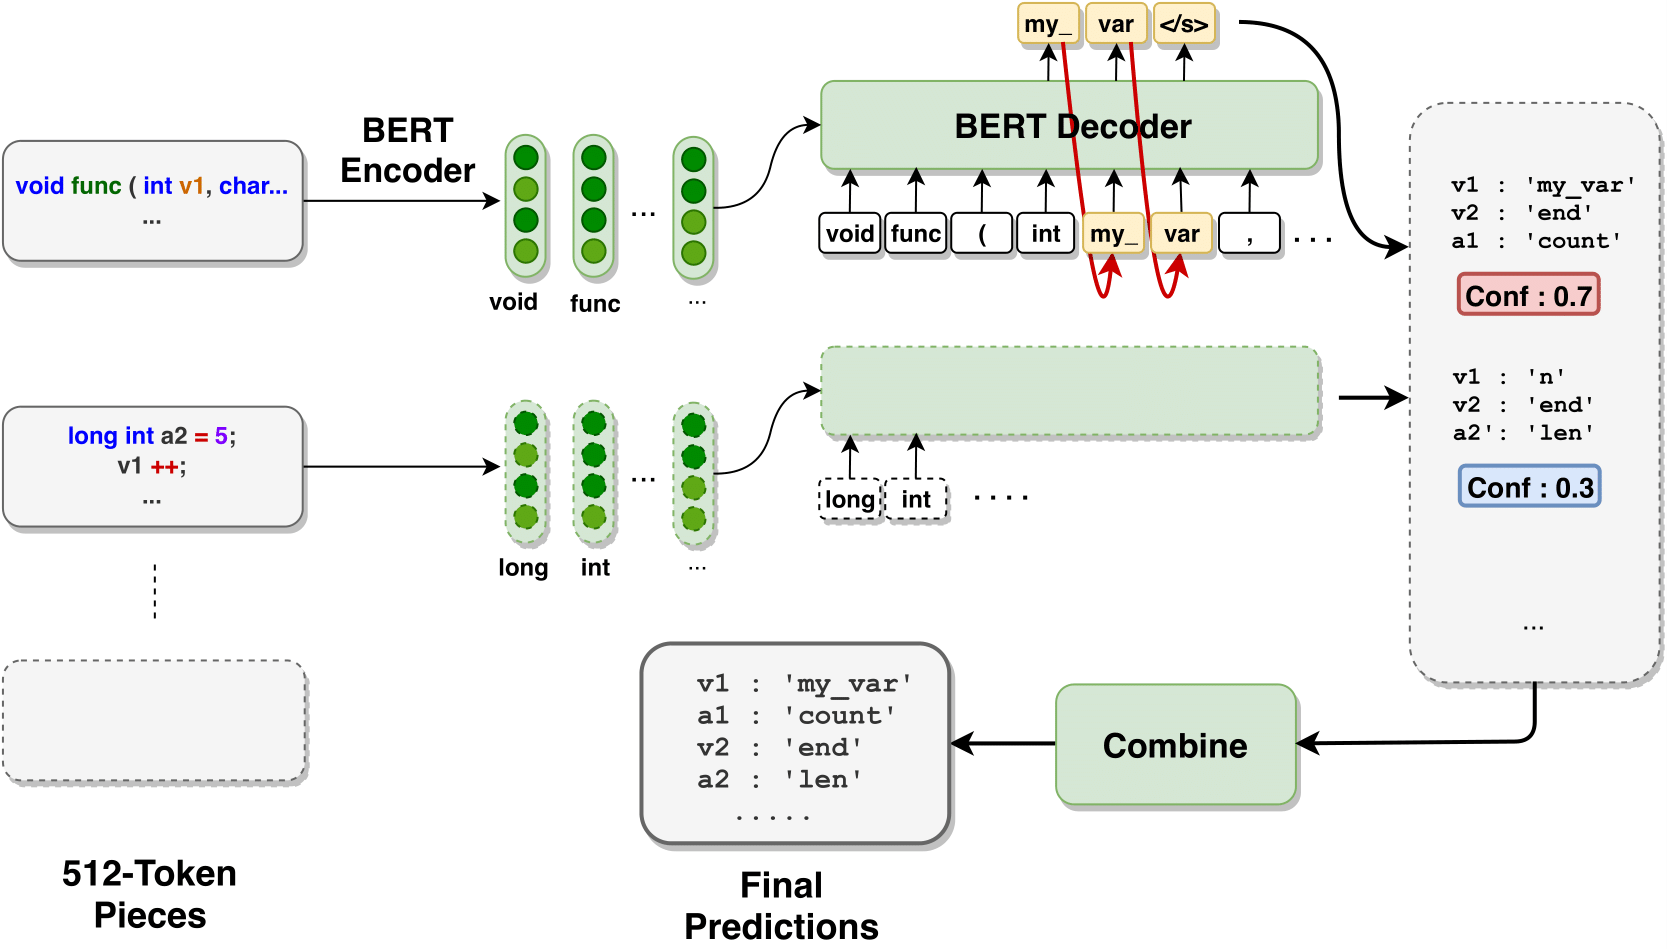 my_ var </s>
BERT
Encoder
BERT Decoder
void func ( int v1, char...
...
...
void func ( int my_ var , . . .
void func ...
v1 : 'my_var'
v2 : 'end'
a1 : 'count'
Conf : 0.7
v1 : 'n'
v2 : 'end'
a2': 'len'
Conf : 0.3
...
long int a2 = 5;
v1 ++;
...
...
long int . . . .
long int ...
v1 : 'my_var'
a1 : 'count'
v2 : 'end'
a2 : 'len'
.....
Combine
512-Token
Pieces
Final
Predictions